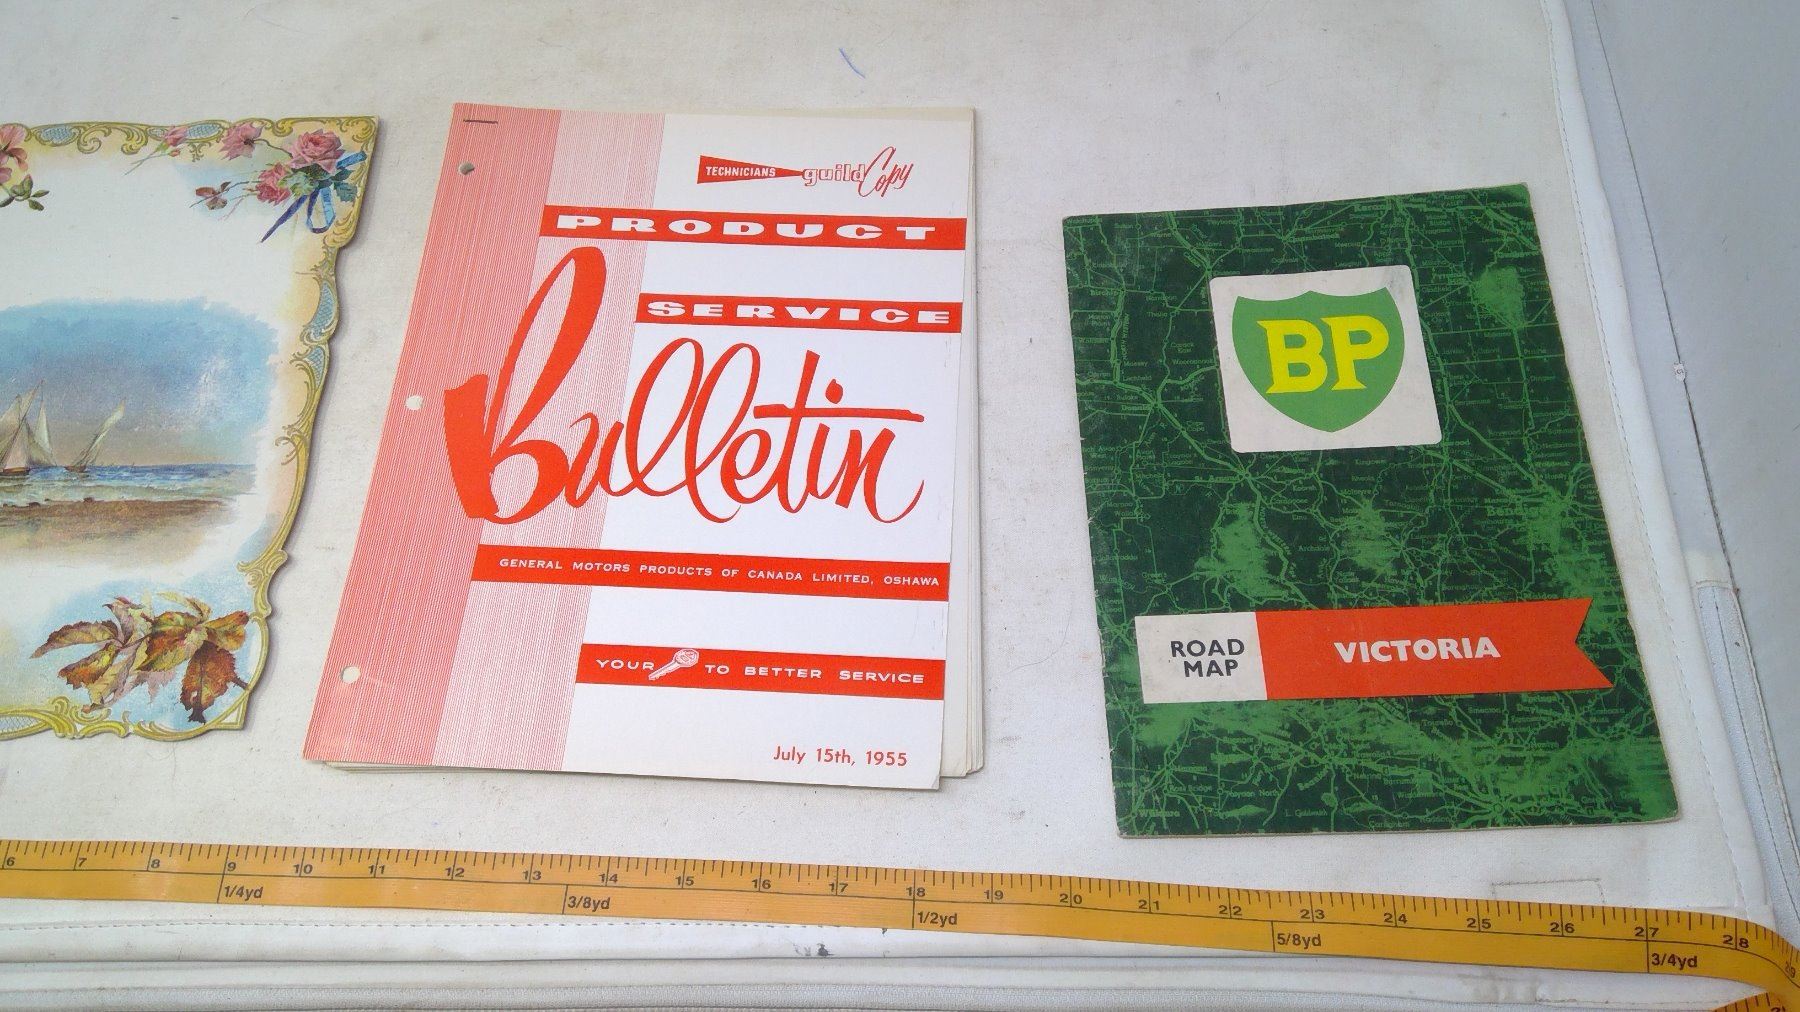 TECHNICIANS guild Copy
PRODUCT
SERVICE
Bulletin
GENERAL MOTORS PRODUCTS OF CANADA LIMITED, OSHAWA
YOUR TO BETTER SERVICE
July 15th, 1955
BP
ROAD MAP
VICTORIA
6 7 8 9 10 11 12 13 14 15 16 17 18 19 20 21 22 23 24 25 26 27 28 29
1/4yd 3/8yd 1/2yd 5/8yd 3/4yd